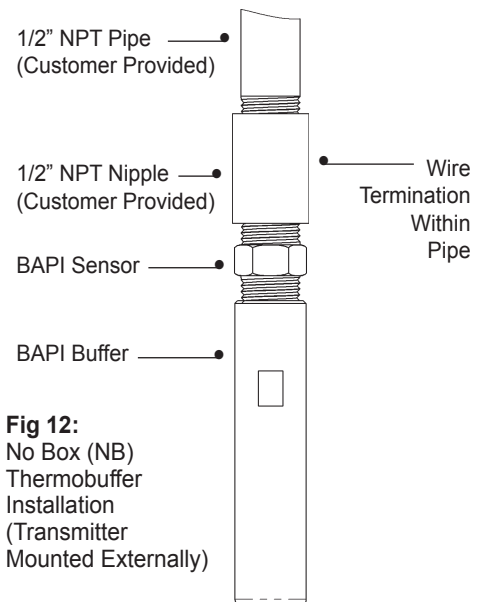 1/2” NPT Pipe
(Customer Provided)
1/2” NPT Nipple
(Customer Provided)
Wire
Termination
Within
Pipe
BAPI Sensor
BAPI Buffer
Fig 12:
No Box (NB)
Thermobuffer
Installation
(Transmitter
Mounted Externally)